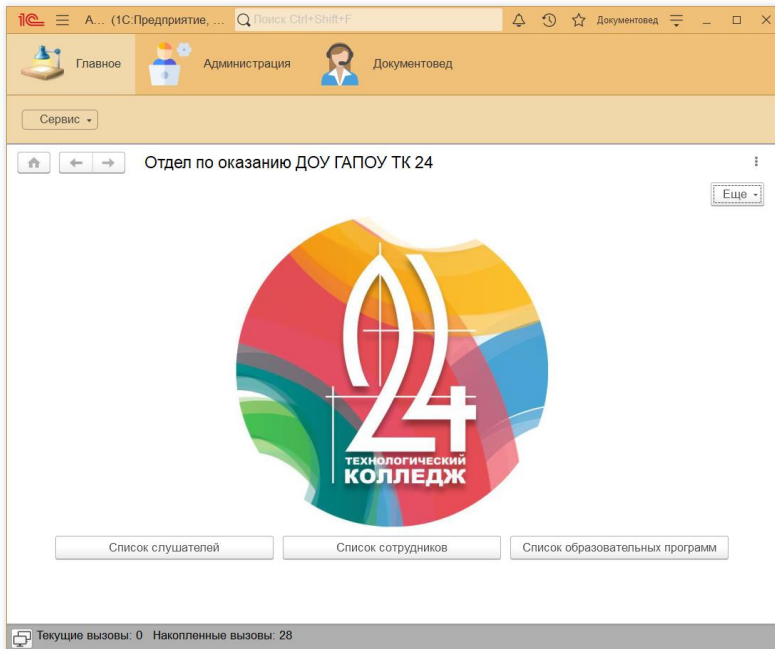 А... (1С:Предприятие, ...
Поиск Ctrl+Shift+F
Документовед
Главное
Администрация
Документовед
Сервис
Отдел по оказанию ДОУ ГАПОУ ТК 24
Еще
24
ТЕХНОЛОГИЧЕСКИЙ
КОЛЛЕДЖ
Список слушателей
Список сотрудников
Список образовательных программ
Текущие вызовы: 0 Накопленные вызовы: 28